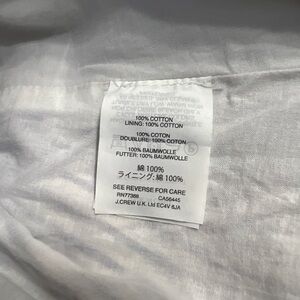 100% COTTON
LINING: 100% COTTON
100% COTON
DOUBLURE: 100% COTON
100% BAUMWOLLE
FUTTER: 100% BAUMWOLLE
綿 100%
ライニング: 綿 100%
SEE REVERSE FOR CARE
RN77388 CA56445
J.CREW U.K. Ltd EC4V 6JA